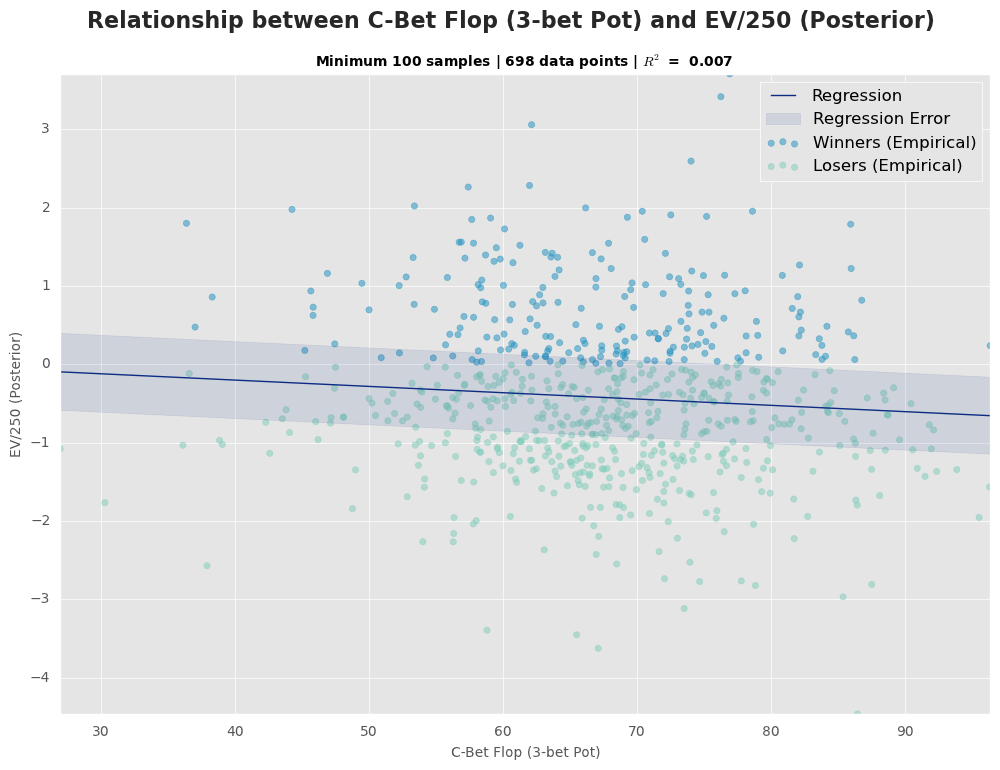 Relationship between C-Bet Flop (3-bet Pot) and EV/250 (Posterior)
Minimum 100 samples | 698 data points | R² = 0.007
Regression
Regression Error
Winners (Empirical)
Losers (Empirical)
EV/250 (Posterior)
3
2
1
0
−1
−2
−3
−4
30 40 50 60 70 80 90
C-Bet Flop (3-bet Pot)